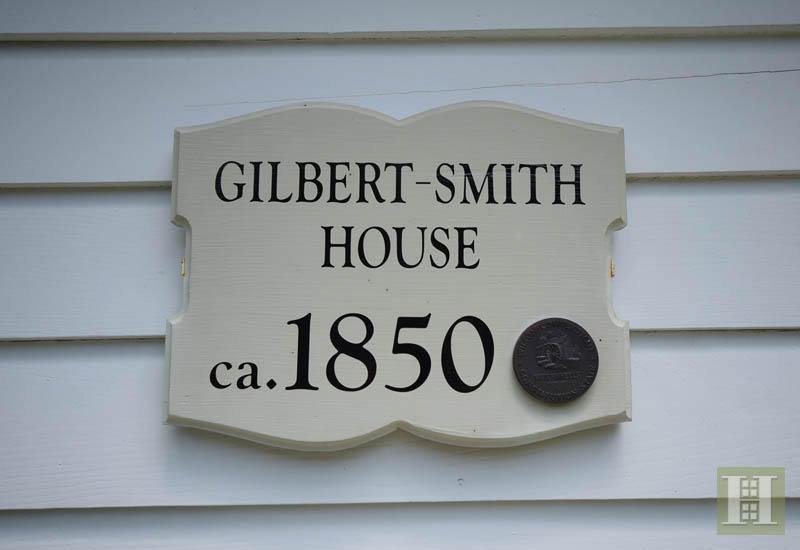 GILBERT-SMITH
HOUSE
ca. 1850
H